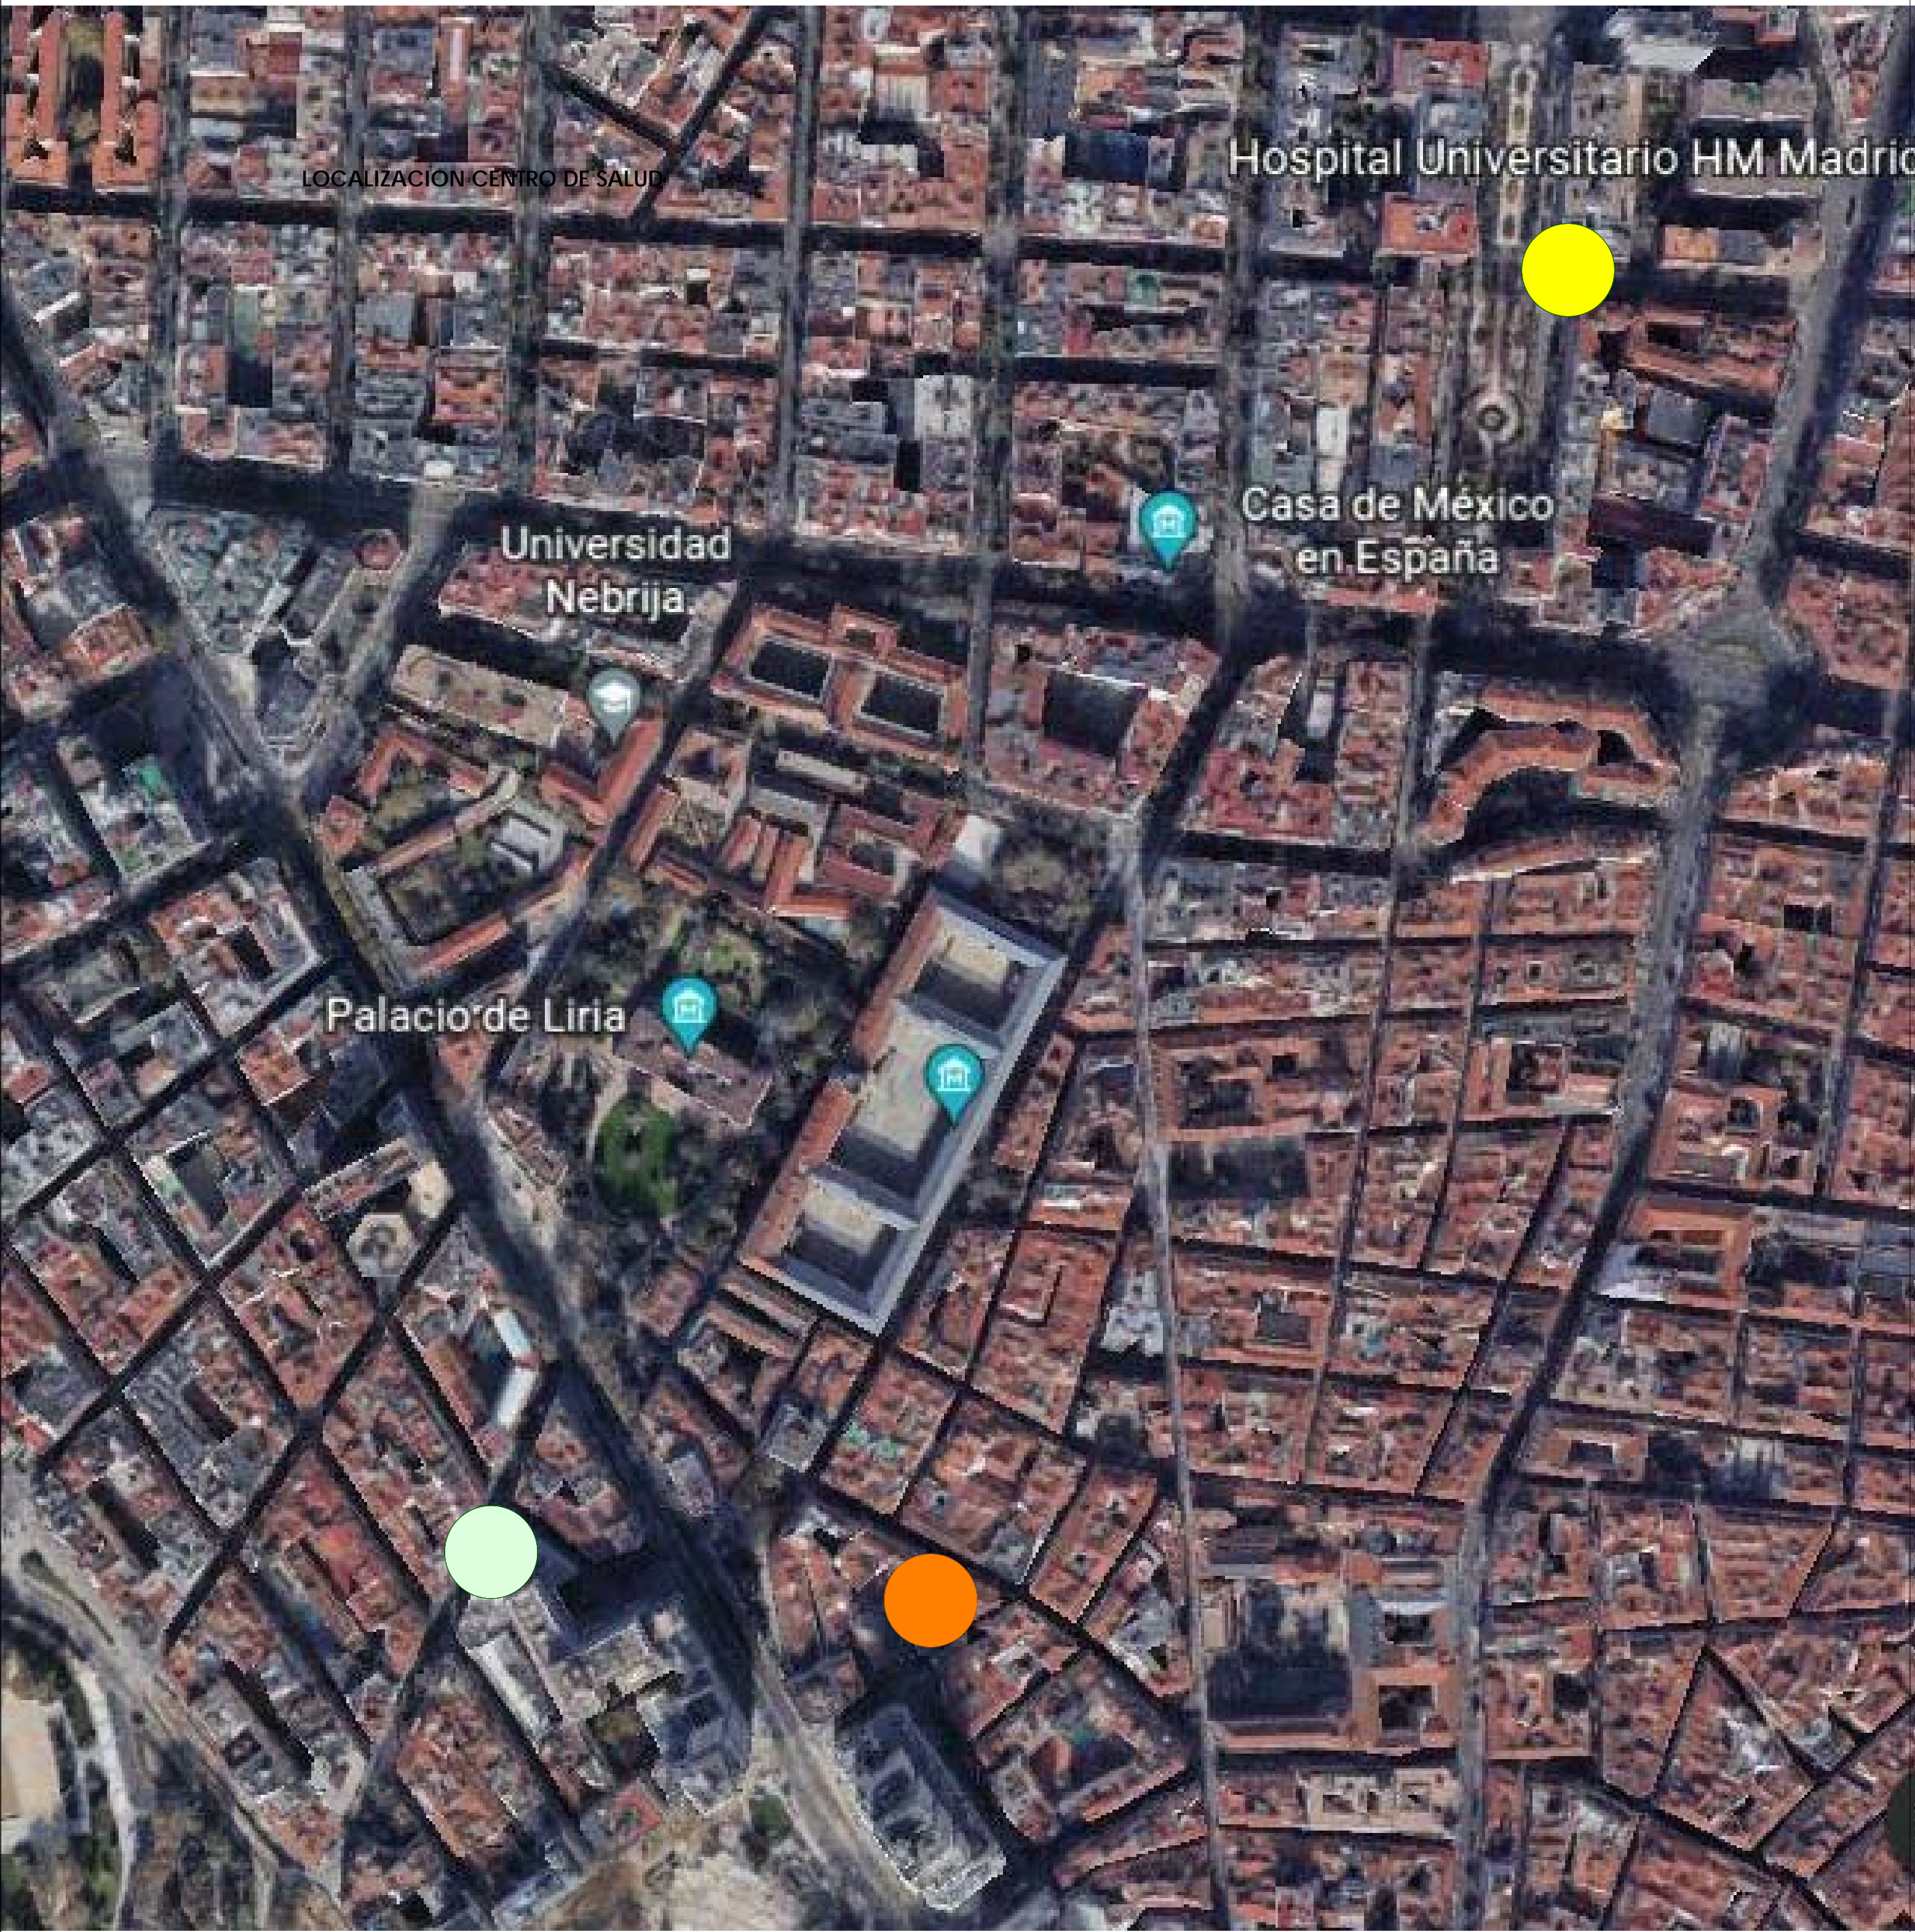 Hospital Universitario HM Madrid
LOCALIZACION CENTRO DE SALUD
Casa de México
en España
Universidad
Nebrija.
Palacio de Liria